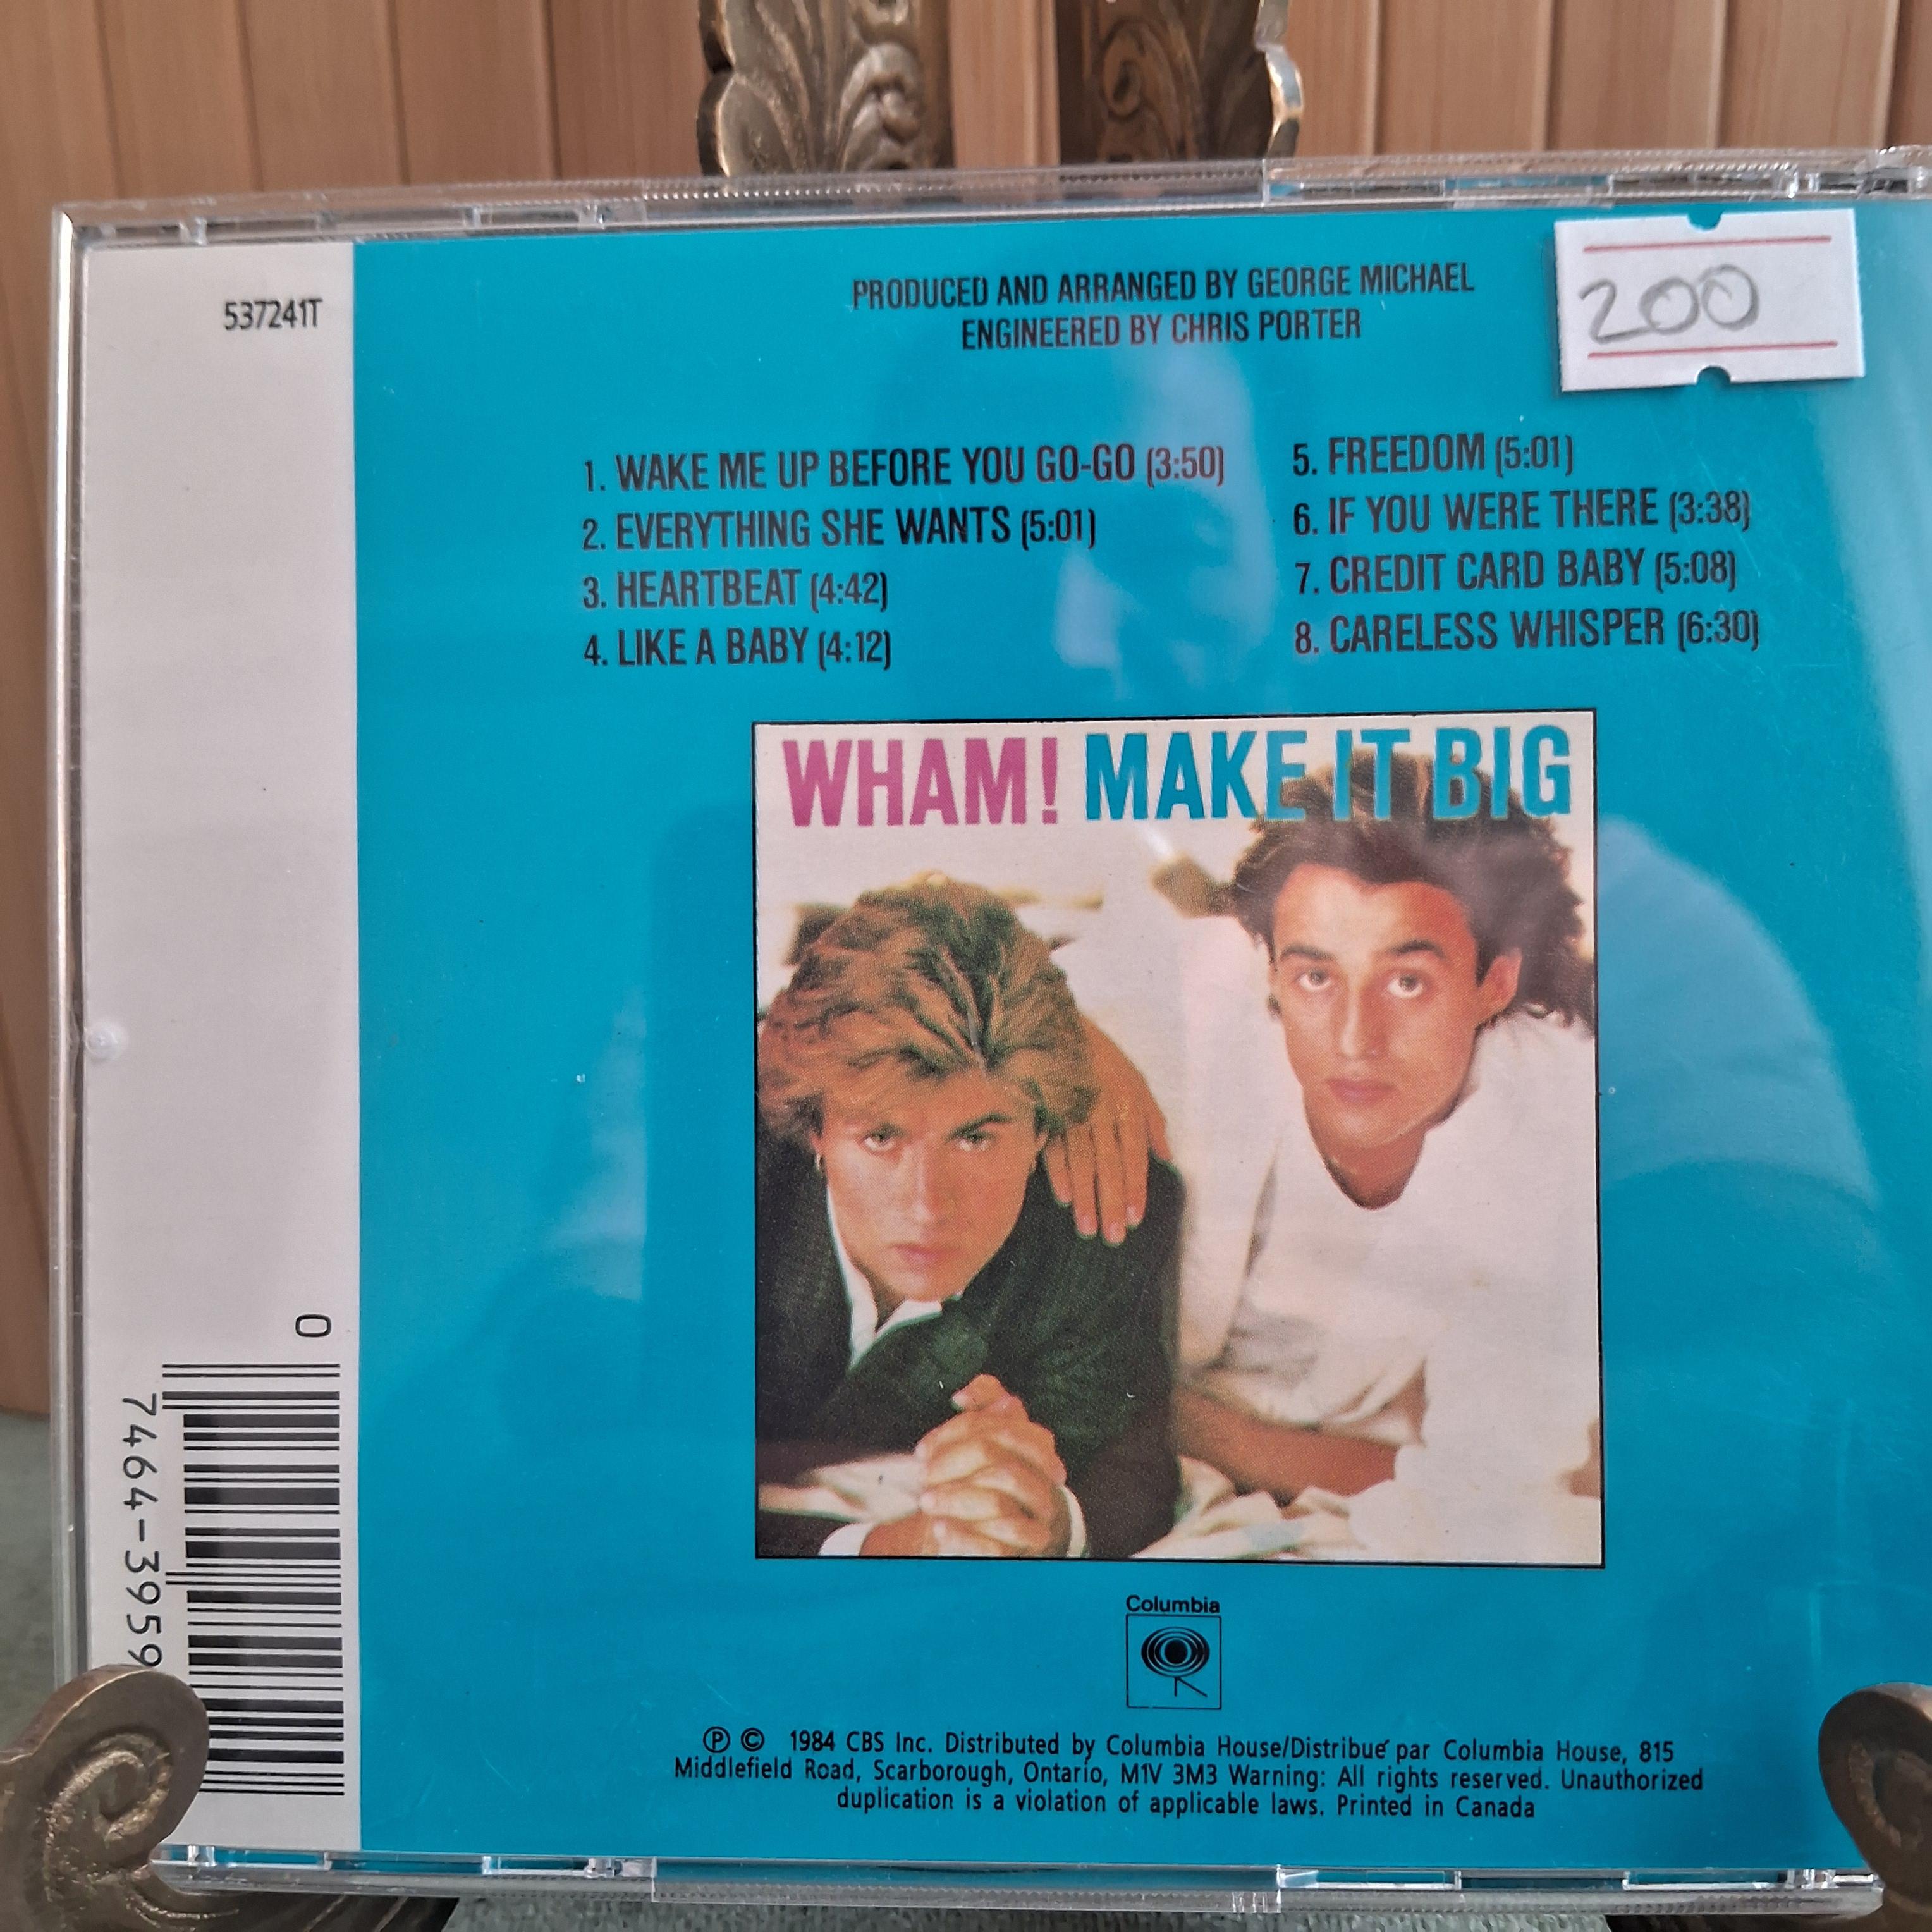 537241T
PRODUCED AND ARRANGED BY GEORGE MICHAEL
ENGINEERED BY CHRIS PORTER
200
1. WAKE ME UP BEFORE YOU GO-GO (3:50)
2. EVERYTHING SHE WANTS (5:01)
3. HEARTBEAT (4:42)
4. LIKE A BABY (4:12)
5. FREEDOM (5:01)
6. IF YOU WERE THERE (3:38)
7. CREDIT CARD BABY (5:08)
8. CARELESS WHISPER (6:30)
WHAM! MAKE IT BIG
0
7464-3959
Columbia
Ⓟ © 1984 CBS Inc. Distributed by Columbia House/Distribué par Columbia House, 815
Middlefield Road, Scarborough, Ontario, M1V 3M3 Warning: All rights reserved. Unauthorized
duplication is a violation of applicable laws. Printed in Canada